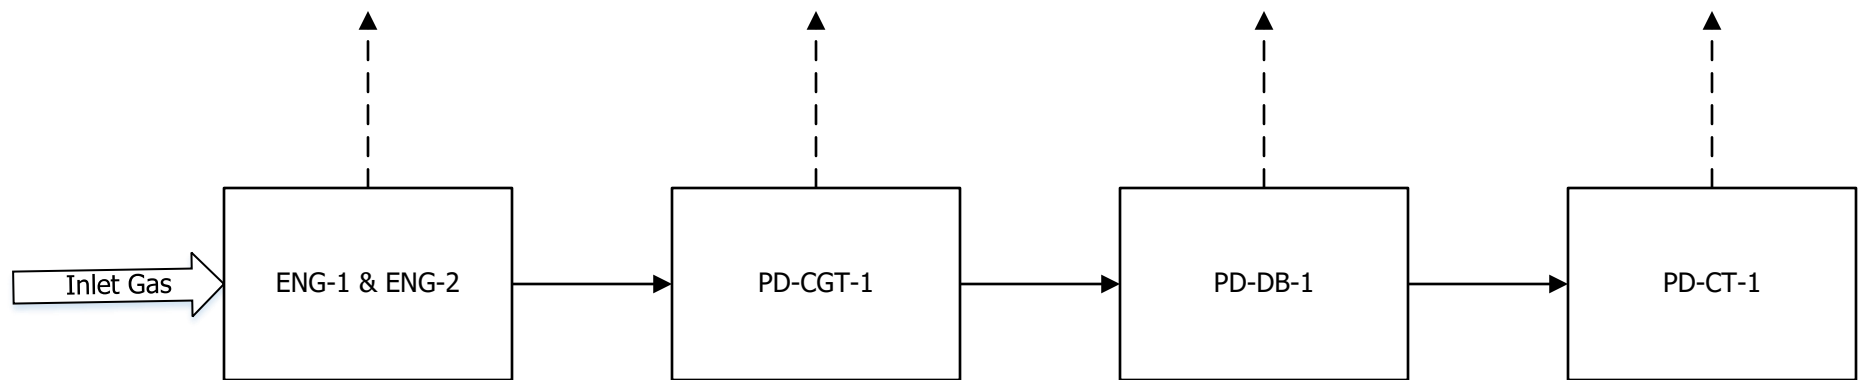 Inlet Gas
ENG-1 & ENG-2
PD-CGT-1
PD-DB-1
PD-CT-1